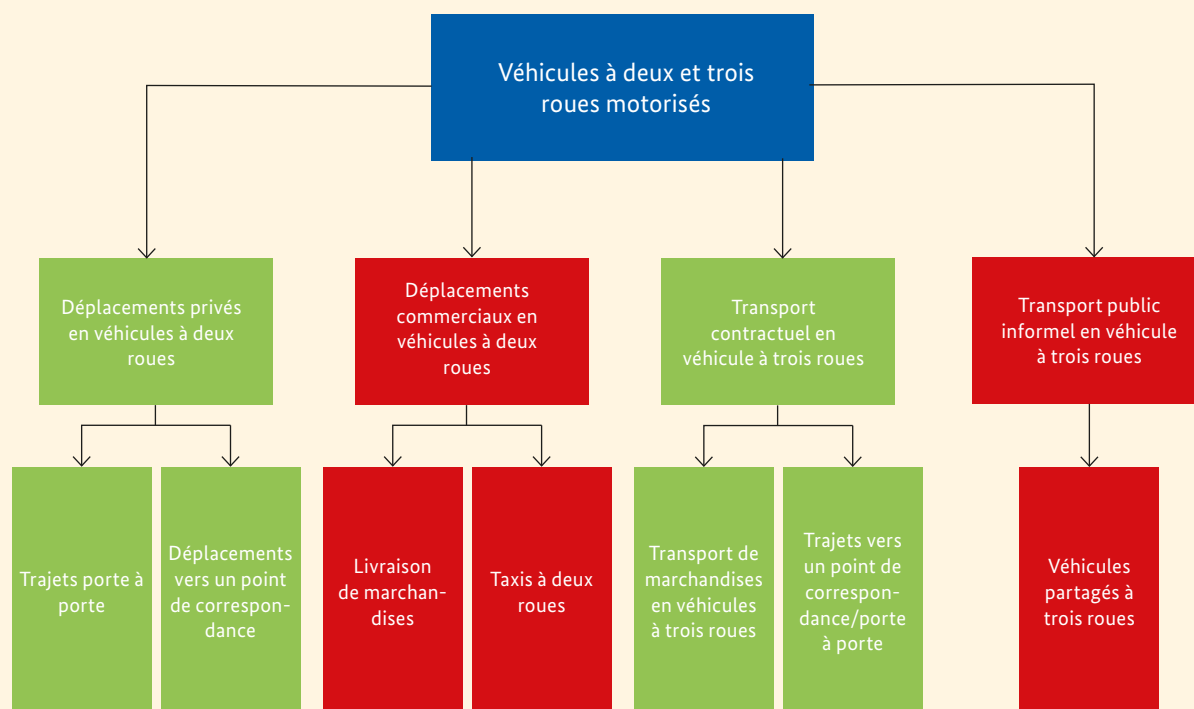 Véhicules à deux et trois
roues motorisés
Déplacements privés
en véhicules à deux
roues
Déplacements
commerciaux en
véhicules à deux
roues
Transport
contractuel en
véhicule à trois roues
Transport public
informel en véhicule
à trois roues
Trajets porte à
porte
Déplacements
vers un point
de correspon-
dance
Livraison
de marchan-
dises
Taxis à deux
roues
Transport de
marchandises
en véhicules
à trois roues
Trajets vers
un point de
correspon-
dance/porte
à porte
Véhicules
partagés à
trois roues